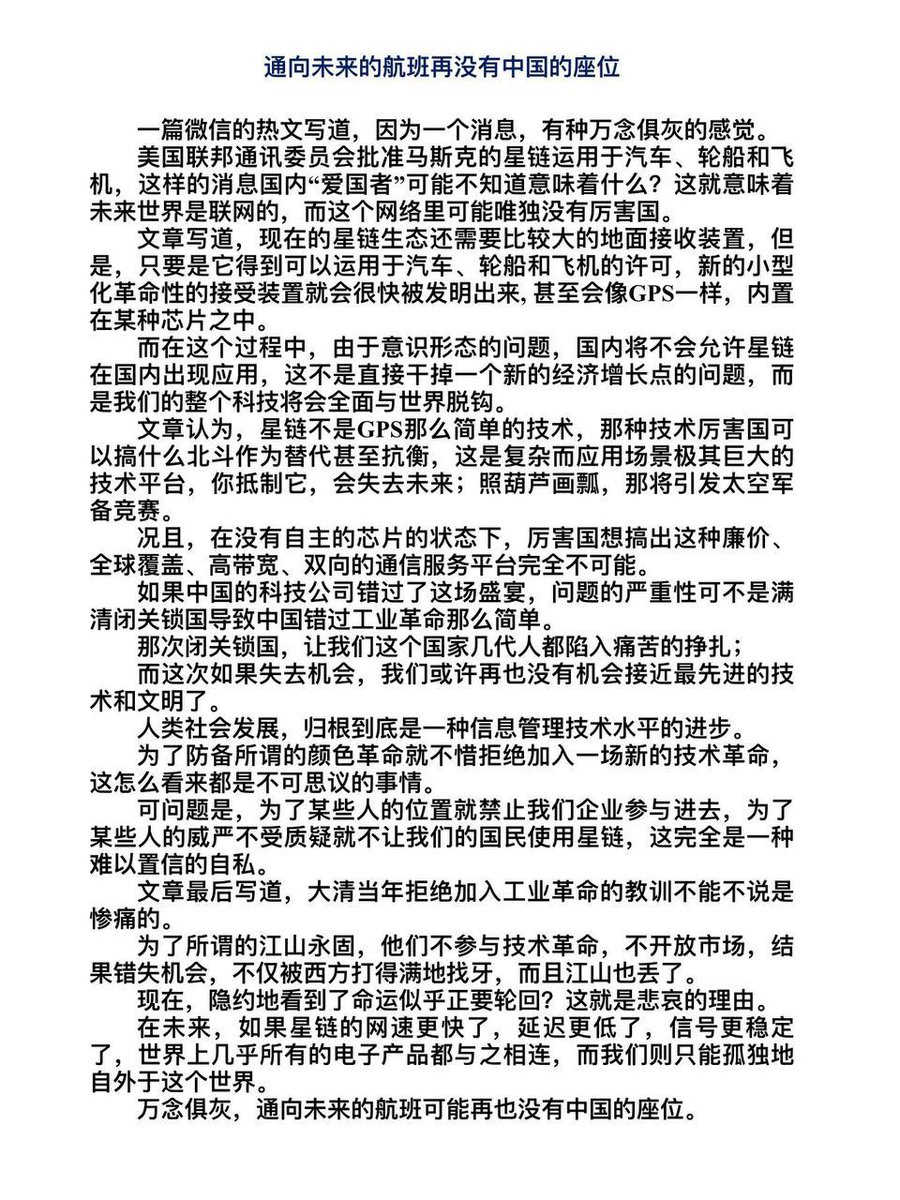 通向未来的航班再没有中国的座位
一篇微信的热文写道，因为一个消息，有种万念俱灰的感觉。
美国联邦通讯委员会批准马斯克的星链运用于汽车、轮船和飞
机，这样的消息国内“爱国者”可能不知道意味着什么？这就意味着
未来世界是联网的，而这个网络里可能唯独没有厉害国。
文章写道，现在的星链生态还需要比较大的地面接收装置，但
是，只要是它得到可以运用于汽车、轮船和飞机的许可，新的小型
化革命性的接受装置就会很快被发明出来, 甚至会像GPS一样，内置
在某种芯片之中。
而在这个过程中，由于意识形态的问题，国内将不会允许星链
在国内出现应用，这不是直接干掉一个新的经济增长点的问题，而
是我们的整个科技将会全面与世界脱钩。
文章认为，星链不是GPS那么简单的技术，那种技术厉害国可
以搞什么北斗作为替代甚至抗衡，这是复杂而应用场景极其巨大的
技术平台，你抵制它，会失去未来；照葫芦画瓢，那将引发太空军
备竞赛。
况且，在没有自主的芯片的状态下，厉害国想搞出这种廉价、
全球覆盖、高带宽、双向的通信服务平台完全不可能。
如果中国的科技公司错过了这场盛宴，问题的严重性可不是满
清闭关锁国导致中国错过工业革命那么简单。
那次闭关锁国，让我们这个国家几代人都陷入痛苦的挣扎；
而这次如果失去机会，我们或许再也没有机会接近最先进的技
术和文明了。
人类社会发展，归根到底是一种信息管理技术水平的进步。
为了防备所谓的颜色革命就不惜拒绝加入一场新的技术革命，
这怎么看来都是不可思议的事情。
可问题是，为了某些人的位置就禁止我们企业参与进去，为了
某些人的威严不受质疑就不让我们的国民使用星链，这完全是一种
难以置信的自私。
文章最后写道，大清当年拒绝加入工业革命的教训不能不说是
惨痛的。
为了所谓的江山永固，他们不参与技术革命，不开放市场，结
果错失机会，不仅被西方打得满地找牙，而且江山也丢了。
现在，隐约地看到了命运似乎正要轮回？这就是悲哀的理由。
在未来，如果星链的网速更快了，延迟更低了，信号更稳定
了，世界上几乎所有的电子产品都与之相连，而我们则只能孤独地
自外于这个世界。
万念俱灰，通向未来的航班可能再也没有中国的座位。